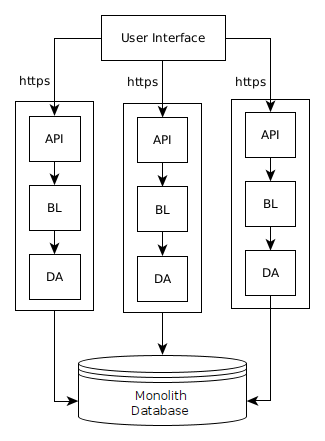 User Interface
https
https
https
API
API
API
BL
BL
BL
DA
DA
DA
Monolith
Database